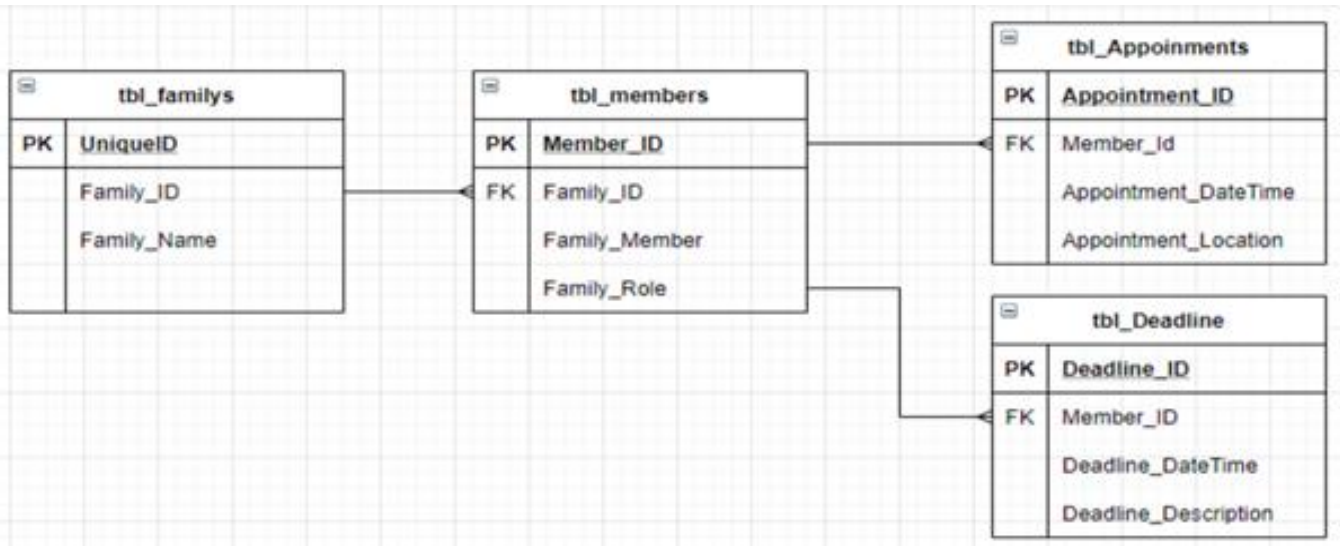 tbl_familys
PK UniqueID
Family_ID
Family_Name
tbl_members
PK Member_ID
FK Family_ID
Family_Member
Family_Role
tbl_Appoinments
PK Appointment_ID
FK Member_Id
Appointment_DateTime
Appointment_Location
tbl_Deadline
PK Deadline_ID
FK Member_ID
Deadline_DateTime
Deadline_Description